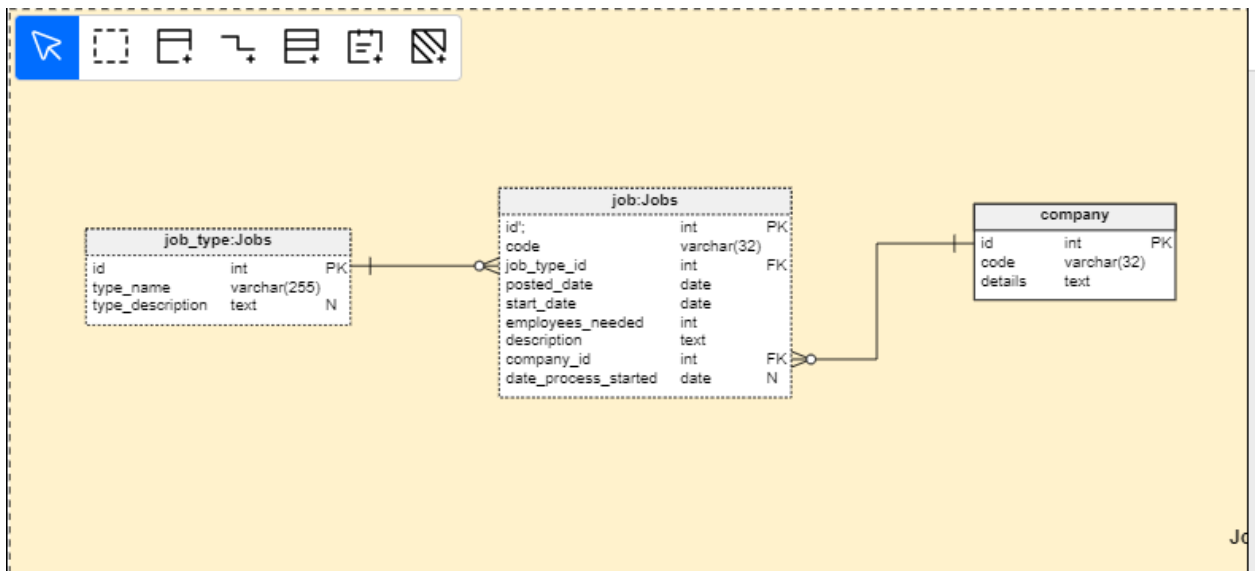 job_type:Jobs
id int PK
type_name varchar(255)
type_description text N
job:Jobs
id'; int PK
code varchar(32)
job_type_id int FK
posted_date date
start_date date
employees_needed int
description text
company_id int FK
date_process_started date N
company
id int PK
code varchar(32)
details text